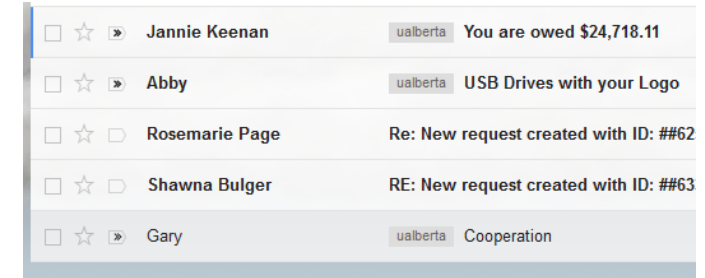 Jannie Keenan ualberta You are owed $24,718.11
Abby ualberta USB Drives with your Logo
Rosemarie Page Re: New request created with ID: ##62
Shawna Bulger RE: New request created with ID: ##63
Gary ualberta Cooperation